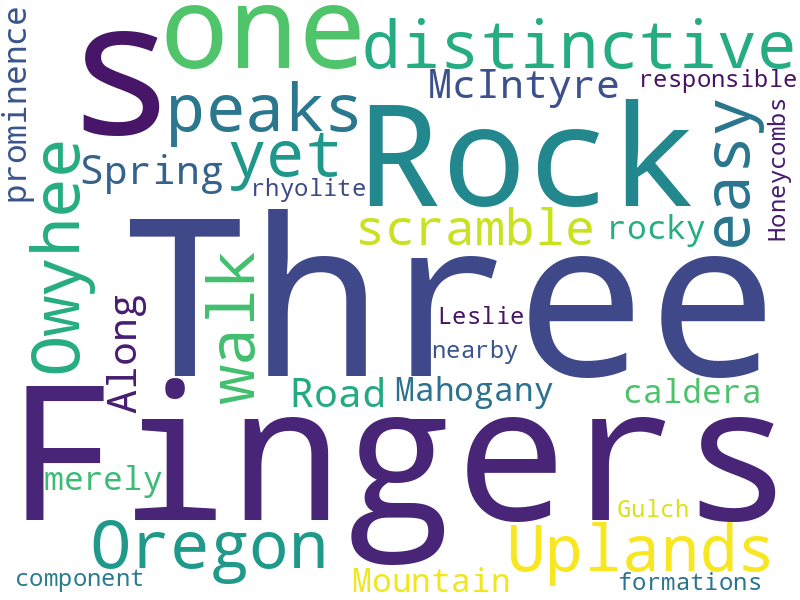 prominence
s
one
distinctive
McIntyre
responsible
peaks
Rock
easy
Honeycombs
Spring
yet
rhyolite
Owyhee
scramble
rocky
Three
walk
Along
Leslie
nearby
Road
Mahogany
caldera
Fingers
merely
Gulch
Oregon
Uplands
component
Mountain
formations